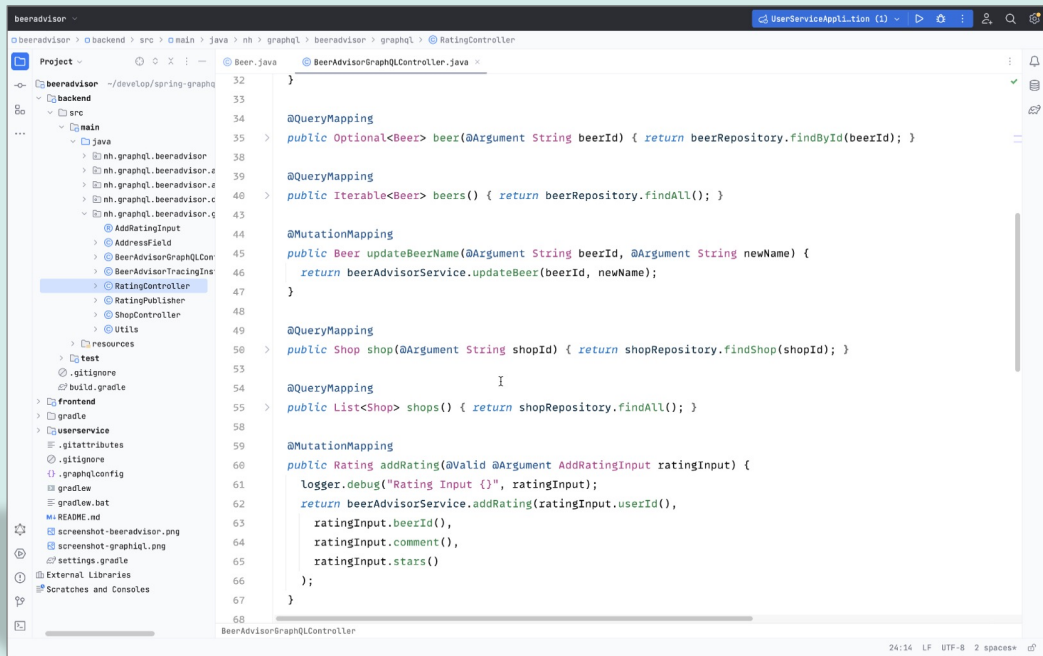 beeradvisor
UserServiceAppli…tion (1)
beeradvisor > backend > src > main > java > nh > graphql > beeradvisor > graphql > RatingController
Project
Beer.java
BeerAdvisorGraphQLController.java
beeradvisor ~/develop/spring-graphq
backend
src
main
java
nh.graphql.beeradvisor
nh.graphql.beeradvisor.a
nh.graphql.beeradvisor.a
nh.graphql.beeradvisor.c
nh.graphql.beeradvisor.g
AddRatingInput
AddressField
BeerAdvisorGraphQLCon
BeerAdvisorTracingIns
RatingController
RatingPublisher
ShopController
Utils
resources
test
.gitignore
build.gradle
frontend
gradle
userservice
.gitattributes
.gitignore
.graphqlconfig
gradlew
gradlew.bat
README.md
screenshot-beeradvisor.png
screenshot-graphiql.png
settings.gradle
External Libraries
Scratches and Consoles
32 }
33
34 @QueryMapping
35 public Optional<Beer> beer(@Argument String beerId) { return beerRepository.findById(beerId); }
38
39 @QueryMapping
40 public Iterable<Beer> beers() { return beerRepository.findAll(); }
43
44 @MutationMapping
45 public Beer updateBeerName(@Argument String beerId, @Argument String newName) {
46 return beerAdvisorService.updateBeer(beerId, newName);
47 }
48
49 @QueryMapping
50 public Shop shop(@Argument String shopId) { return shopRepository.findShop(shopId); }
53
54 @QueryMapping
55 public List<Shop> shops() { return shopRepository.findAll(); }
58
59 @MutationMapping
60 public Rating addRating(@Valid @Argument AddRatingInput ratingInput) {
61 logger.debug("Rating Input {}", ratingInput);
62 return beerAdvisorService.addRating(ratingInput.userId(),
63 ratingInput.beerId(),
64 ratingInput.comment(),
65 ratingInput.stars()
66 );
67 }
68
BeerAdvisorGraphQLController
24:14 LF UTF-8 2 spaces*